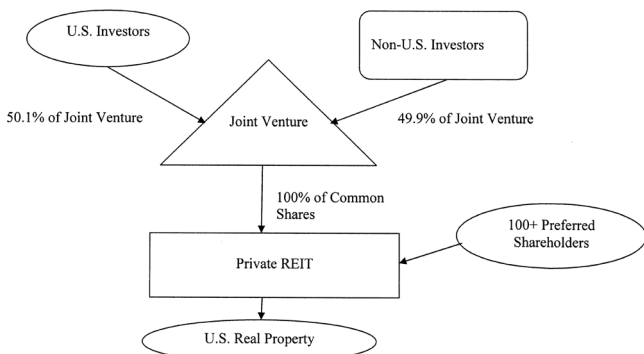 U.S. Investors
Non-U.S. Investors
50.1% of Joint Venture
Joint Venture
49.9% of Joint Venture
100% of Common
Shares
100+ Preferred
Shareholders
Private REIT
U.S. Real Property